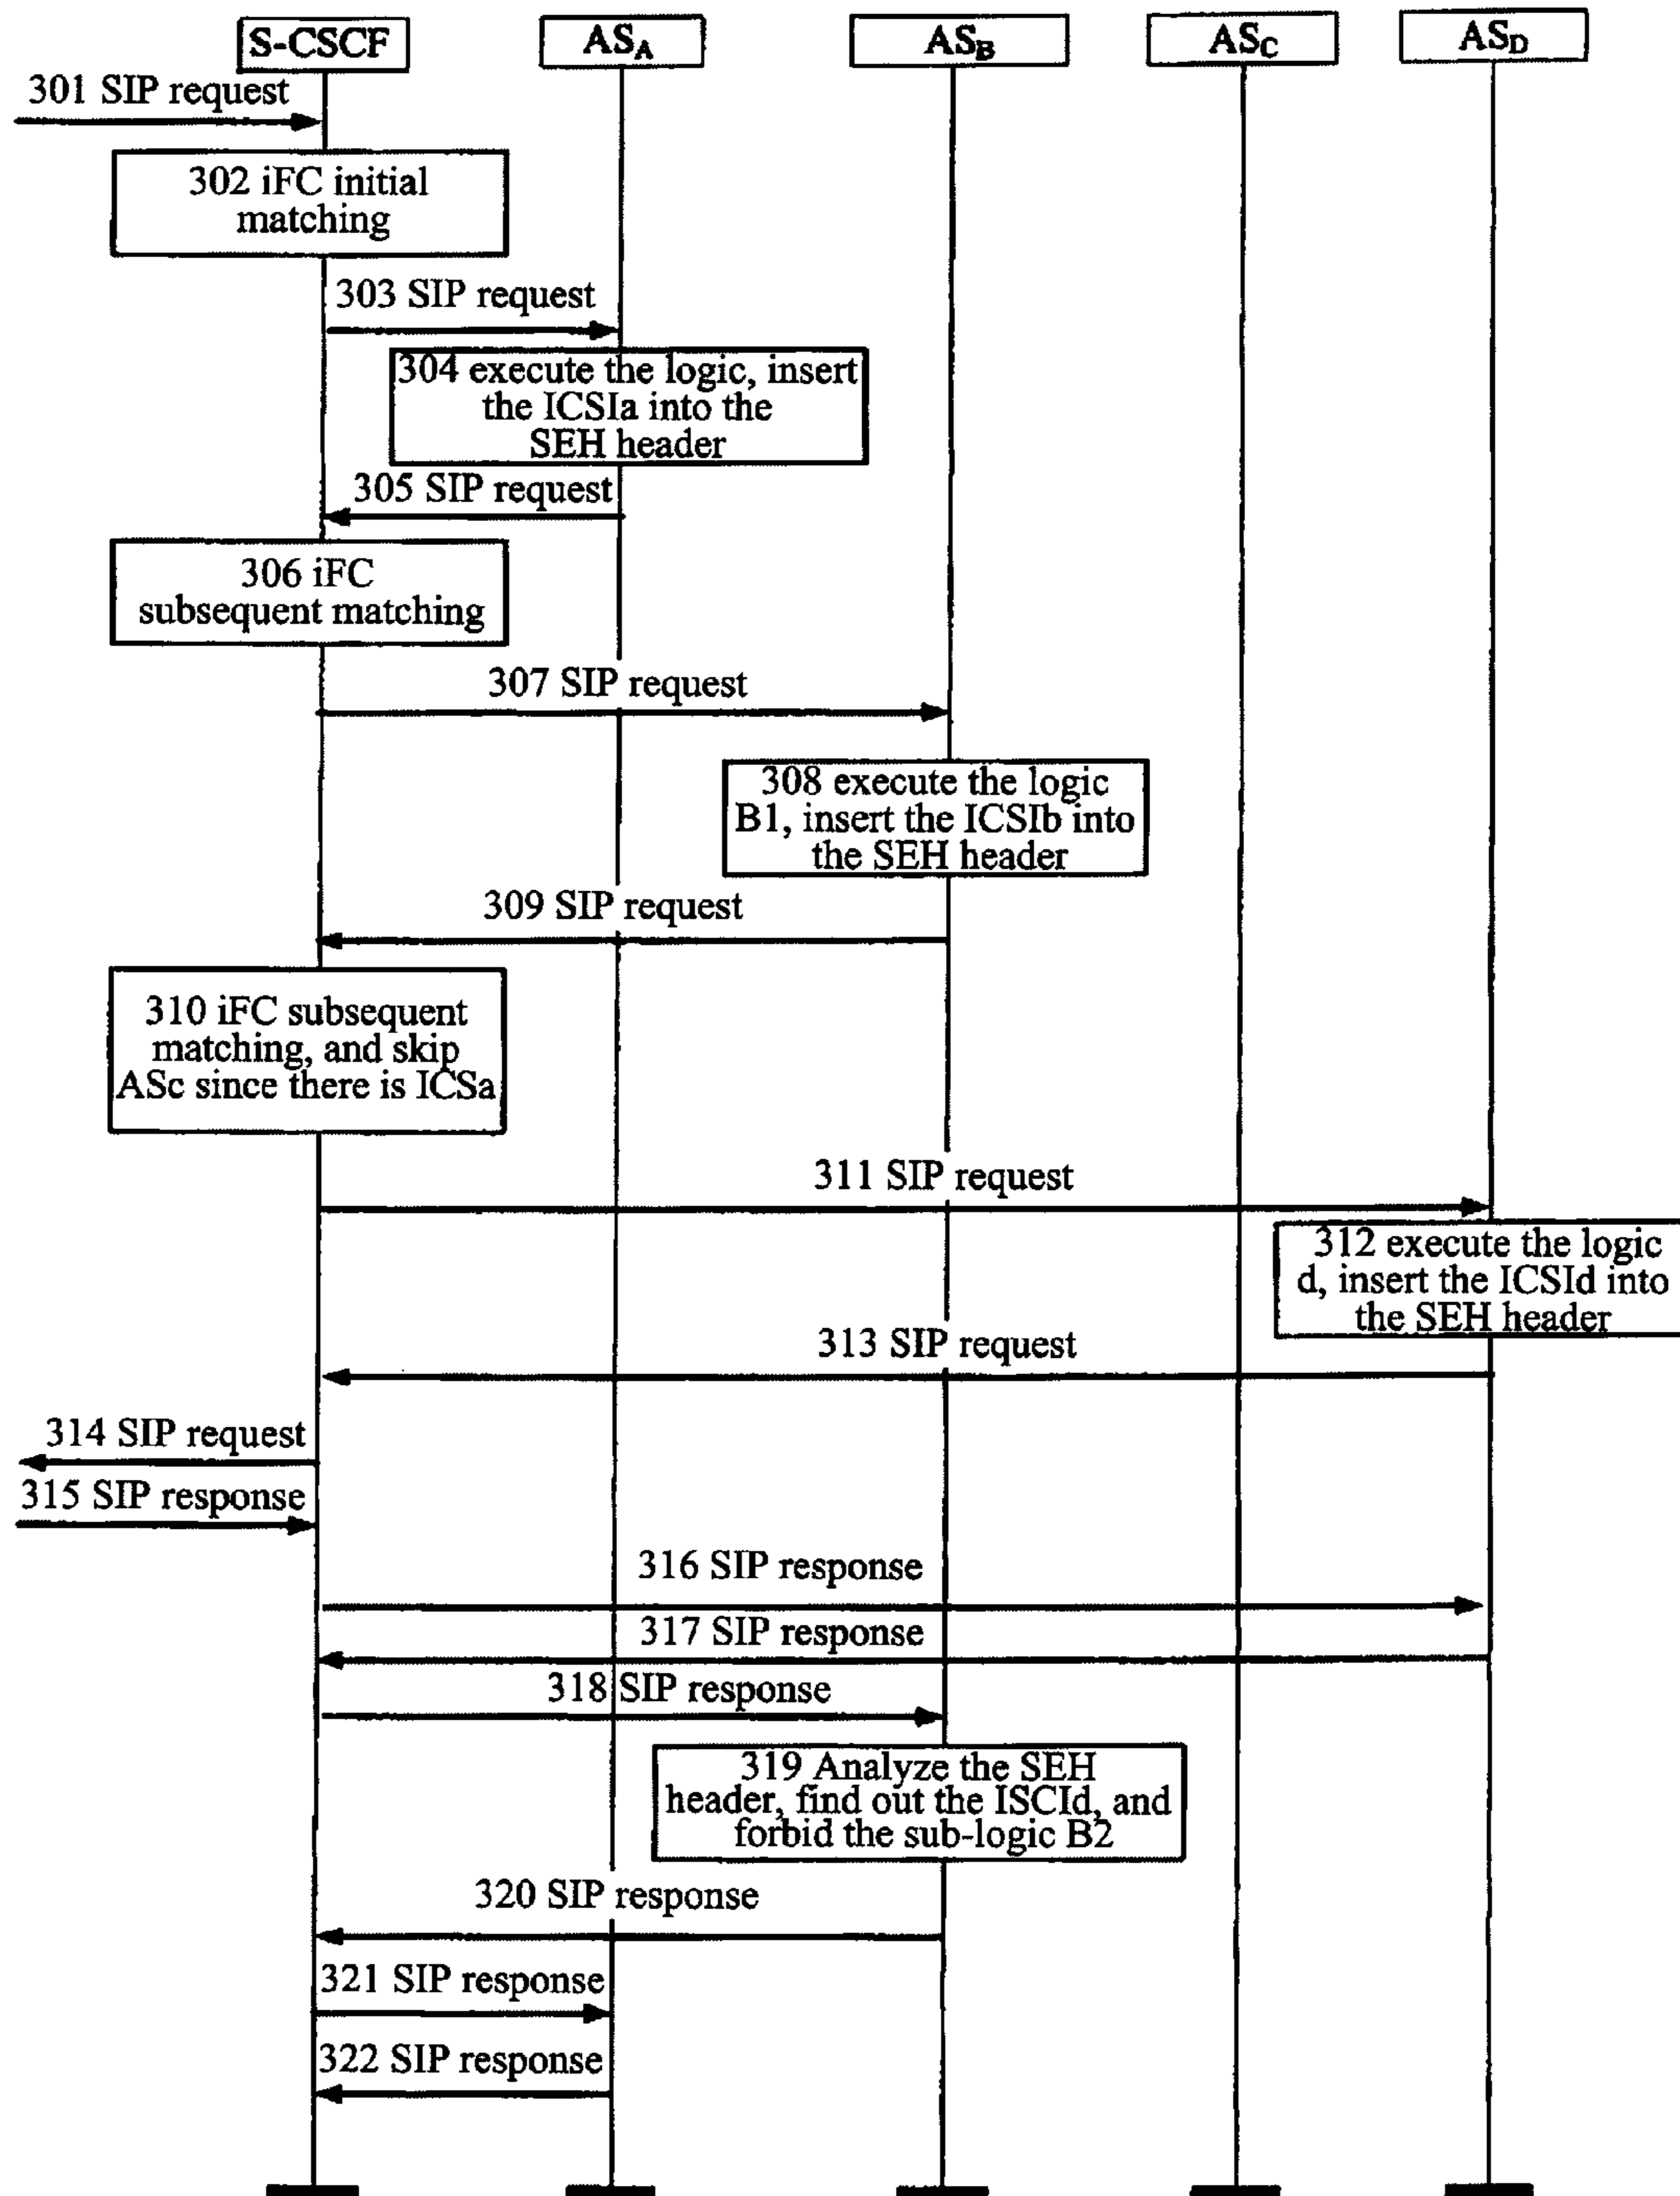 S-CSCF
ASA
ASB
ASC
ASD
301 SIP request
302 iFC initial
matching
303 SIP request
304 execute the logic, insert
the ICSIa into the
SEH header
305 SIP request
306 iFC
subsequent matching
307 SIP request
308 execute the logic
B1, insert the ICSIb into
the SEH header
309 SIP request
310 iFC subsequent
matching, and skip
ASc since there is ICSa
311 SIP request
312 execute the logic
d, insert the ICSId into
the SEH header
313 SIP request
314 SIP request
315 SIP response
316 SIP response
317 SIP response
318 SIP response
319 Analyze the SEH
header, find out the ISCId, and
forbid the sub-logic B2
320 SIP response
321 SIP response
322 SIP response